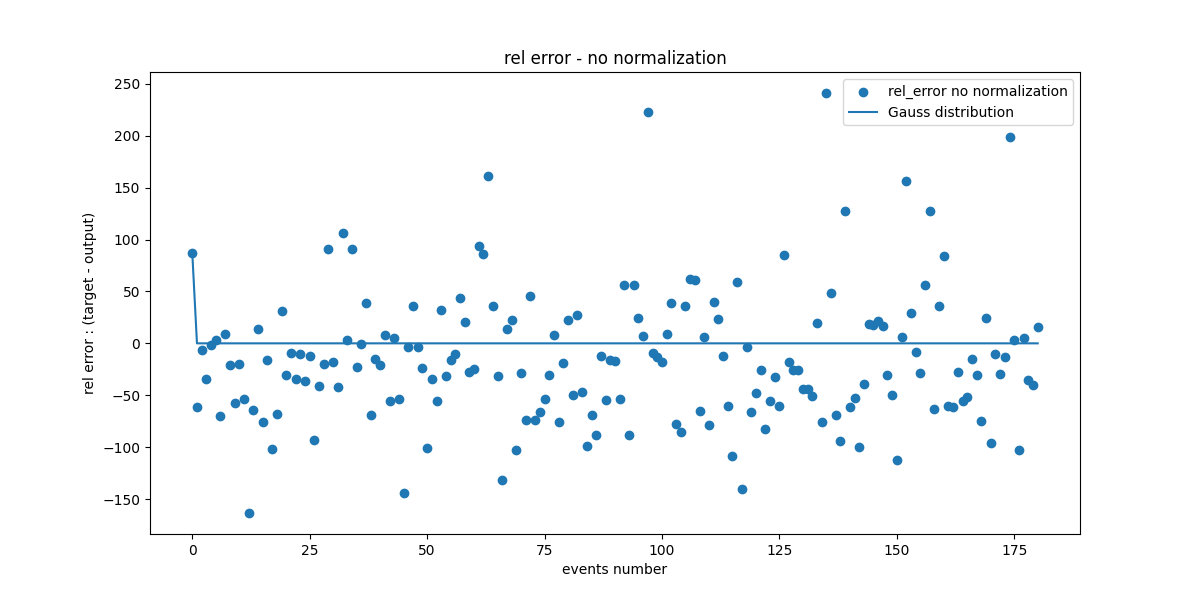 rel error - no normalization
rel_error no normalization
Gauss distribution
250
200
150
100
50
0
−50
−100
−150
rel error : (target - output)
0 25 50 75 100 125 150 175
events number